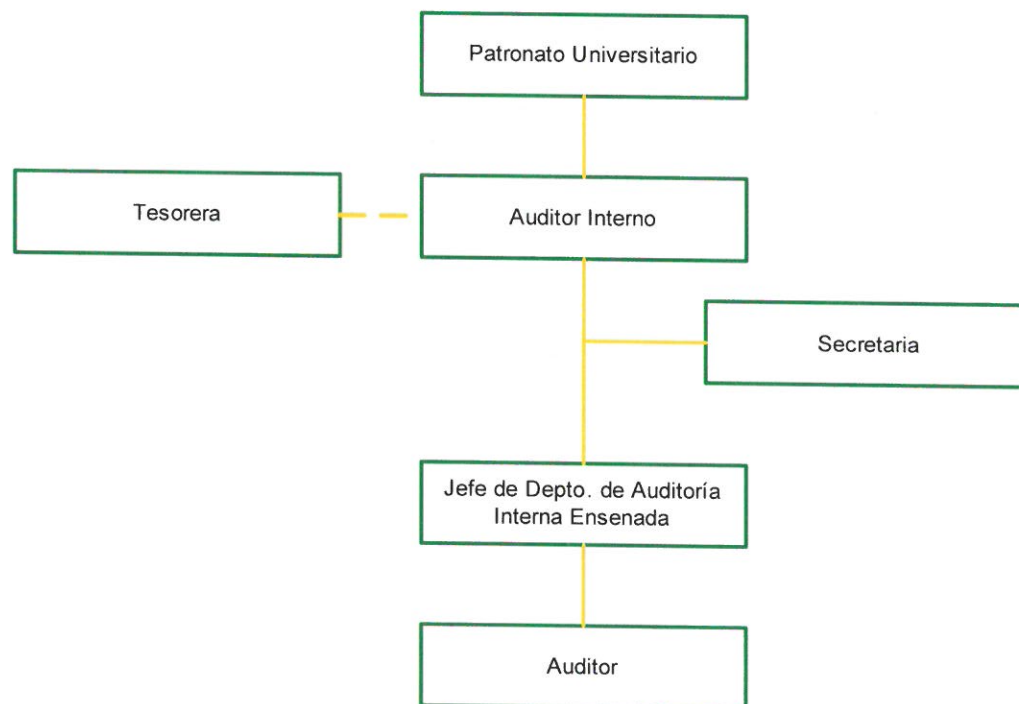 Patronato Universitario
Tesorera
Auditor Interno
Secretaria
Jefe de Depto. de Auditoría
Interna Ensenada
Auditor